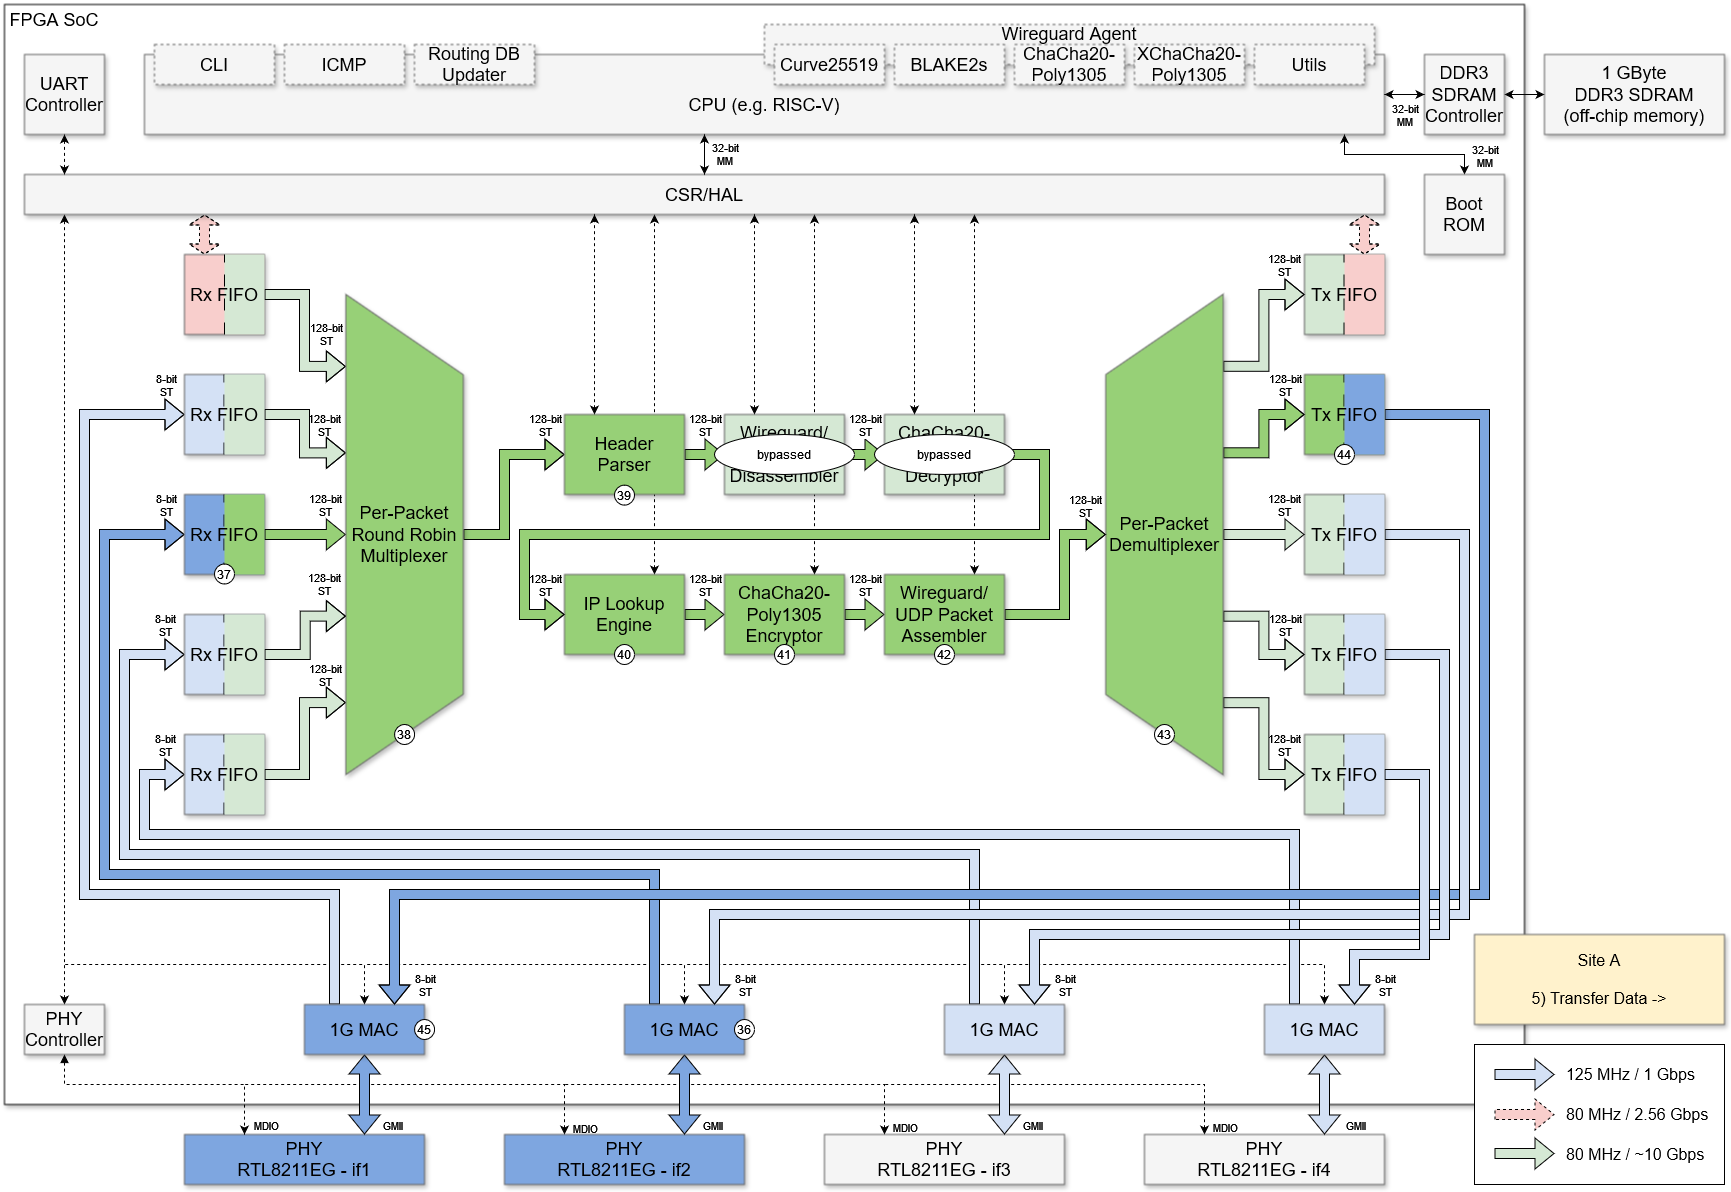 FPGA SoC
Wireguard Agent
CLI
ICMP
Routing DB
Updater
Curve25519
BLAKE2s
ChaCha20-
Poly1305
XChaCha20-
Poly1305
Utils
UART
Controller
CPU (e.g. RISC-V)
32-bit
MM
DDR3
SDRAM
Controller
1 GByte
DDR3 SDRAM
(off-chip memory)
32-bit
MM
32-bit
MM
CSR/HAL
Boot
ROM
Rx FIFO
128-bit
ST
8-bit
ST
Rx FIFO
128-bit
ST
8-bit
ST
Rx FIFO
37
128-bit
ST
8-bit
ST
Rx FIFO
128-bit
ST
8-bit
ST
Rx FIFO
128-bit
ST
Per-Packet
Round Robin
Multiplexer
38
128-bit
ST
Header
Parser
39
128-bit
ST
Wireguard/
bypassed
Disassembler
128-bit
ST
ChaCha20-
bypassed
Decryptor
128-bit
ST
IP Lookup
Engine
40
128-bit
ST
ChaCha20-
Poly1305
Encryptor
41
128-bit
ST
Wireguard/
UDP Packet
Assembler
42
128-bit
ST
Per-Packet
Demultiplexer
43
128-bit
ST
Tx FIFO
128-bit
ST
Tx FIFO
44
128-bit
ST
Tx FIFO
128-bit
ST
Tx FIFO
128-bit
ST
Tx FIFO
8-bit
ST
8-bit
ST
8-bit
ST
8-bit
ST
PHY
Controller
1G MAC
45
1G MAC
36
1G MAC
1G MAC
MDIO
GMII
MDIO
GMII
MDIO
GMII
MDIO
GMII
PHY
RTL8211EG - if1
PHY
RTL8211EG - if2
PHY
RTL8211EG - if3
PHY
RTL8211EG - if4
Site A
5) Transfer Data ->
125 MHz / 1 Gbps
80 MHz / 2.56 Gbps
80 MHz / ~10 Gbps